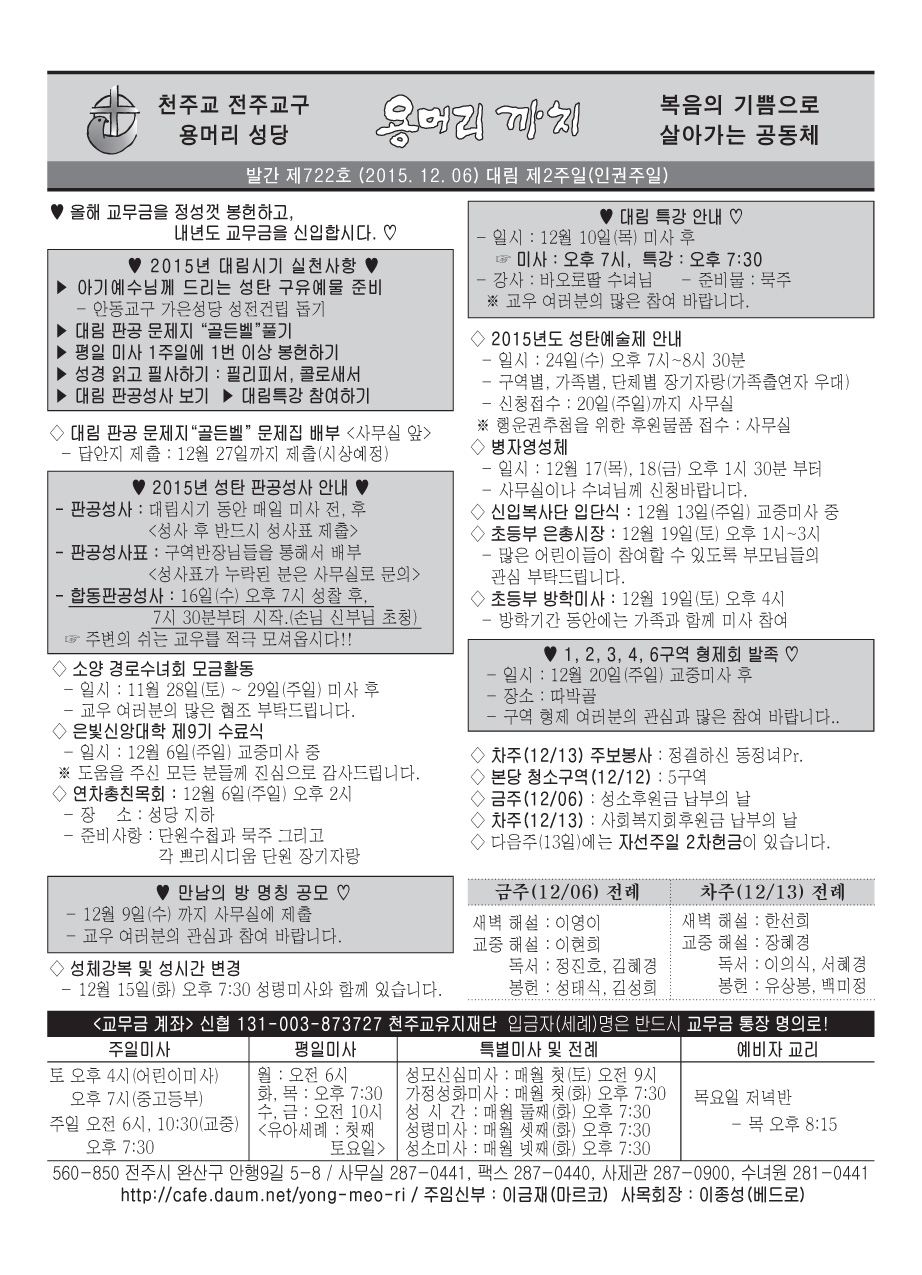 천주교 전주교구
용머리 성당
용머리 까치
복음의 기쁨으로
살아가는 공동체
발간 제722호 (2015. 12. 06) 대림 제2주일(인권주일)
♥ 올해 교무금을 정성껏 봉헌하고,
내년도 교무금을 신입합시다. ♡
♥ 2015년 대림시기 실천사항 ♥
▶ 아기예수님께 드리는 성탄 구유예물 준비
- 안동교구 가은성당 성전건립 돕기
▶ 대림 판공 문제지 “골든벨”풀기
▶ 평일 미사 1주일에 1번 이상 봉헌하기
▶ 성경 읽고 필사하기 : 필리피서, 콜로새서
▶ 대림 판공성사 보기 ▶ 대림특강 참여하기
◇ 대림 판공 문제지“골든벨” 문제집 배부 <사무실 앞>
- 답안지 제출 : 12월 27일까지 제출(시상예정)
♥ 2015년 성탄 판공성사 안내 ♥
- 판공성사 : 대림시기 동안 매일 미사 전, 후
<성사 후 반드시 성사표 제출>
- 판공성사표 : 구역반장님들을 통해서 배부
<성사표가 누락된 분은 사무실로 문의>
- 합동판공성사 : 16일(수) 오후 7시 성찰 후,
7시 30분부터 시작.(손님 신부님 초청)
☞ 주변의 쉬는 교우를 적극 모셔옵시다!!
◇ 소양 경로수녀회 모금활동
- 일시 : 11월 28일(토) ~ 29일(주일) 미사 후
- 교우 여러분의 많은 협조 부탁드립니다.
◇ 은빛신앙대학 제9기 수료식
- 일시 : 12월 6일(주일) 교중미사 중
※ 도움을 주신 모든 분들께 진심으로 감사드립니다.
◇ 연차총친목회 : 12월 6일(주일) 오후 2시
- 장 소 : 성당 지하
- 준비사항 : 단원수첩과 묵주 그리고
각 쁘리시디움 단원 장기자랑
♥ 만남의 방 명칭 공모 ♡
- 12월 9일(수) 까지 사무실에 제출
- 교우 여러분의 관심과 참여 바랍니다.
◇ 성체강복 및 성시간 변경
- 12월 15일(화) 오후 7:30 성령미사와 함께 있습니다.
♥ 대림 특강 안내 ♡
- 일시 : 12월 10일(목) 미사 후
☞ 미사 : 오후 7시, 특강 : 오후 7:30
- 강사 : 바오로딸 수녀님 - 준비물 : 묵주
※ 교우 여러분의 많은 참여 바랍니다.
◇ 2015년도 성탄예술제 안내
- 일시 : 24일(수) 오후 7시~8시 30분
- 구역별, 가족별, 단체별 장기자랑(가족출연자 우대)
- 신청접수 : 20일(주일)까지 사무실
※ 행운권추첨을 위한 후원물품 접수 : 사무실
◇ 병자영성체
- 일시 : 12월 17(목), 18(금) 오후 1시 30분 부터
- 사무실이나 수녀님께 신청바랍니다.
◇ 신입복사단 입단식 : 12월 13일(주일) 교중미사 중
◇ 초등부 은총시장 : 12월 19일(토) 오후 1시~3시
- 많은 어린이들이 참여할 수 있도록 부모님들의
관심 부탁드립니다.
◇ 초등부 방학미사 : 12월 19일(토) 오후 4시
- 방학기간 동안에는 가족과 함께 미사 참여
♥ 1, 2, 3, 4, 6구역 형제회 발족 ♡
- 일시 : 12월 20일(주일) 교중미사 후
- 장소 : 따박골
- 구역 형제 여러분의 관심과 많은 참여 바랍니다..
◇ 차주(12/13) 주보봉사 : 정결하신 동정녀Pr.
◇ 본당 청소구역(12/12) : 5구역
◇ 금주(12/06) : 성소후원금 납부의 날
◇ 차주(12/13) : 사회복지회후원금 납부의 날
◇ 다음주(13일)에는 자선주일 2차헌금이 있습니다.
금주(12/06) 전례
새벽 해설 : 이영이
교중 해설 : 이현희
독서 : 정진호, 김혜경
봉헌 : 성태식, 김성희
차주(12/13) 전례
새벽 해설 : 한선희
교중 해설 : 장혜경
독서 : 이의식, 서혜경
봉헌 : 유상봉, 백미정
<교무금 계좌> 신협 131-003-873727 천주교유지재단 입금자(세례)명은 반드시 교무금 통장 명의로!
주일미사
토 오후 4시(어린이미사)
오후 7시(중고등부)
주일 오전 6시, 10:30(교중)
오후 7:30
평일미사
월 : 오전 6시
화, 목 : 오후 7:30
수, 금 : 오전 10시
<유아세례 : 첫째
토요일>
특별미사 및 전례
성모신심미사 : 매월 첫(토) 오전 9시
가정성화미사 : 매월 첫(화) 오후 7:30
성 시 간 : 매월 둘째(화) 오후 7:30
성령미사 : 매월 셋째(화) 오후 7:30
성소미사 : 매월 넷째(화) 오후 7:30
예비자 교리
목요일 저녁반
- 목 오후 8:15
560-850 전주시 완산구 안행9길 5-8 / 사무실 287-0441, 팩스 287-0440, 사제관 287-0900, 수녀원 281-0441
http://cafe.daum.net/yong-meo-ri / 주임신부 : 이금재(마르코) 사목회장 : 이종성(베드로)